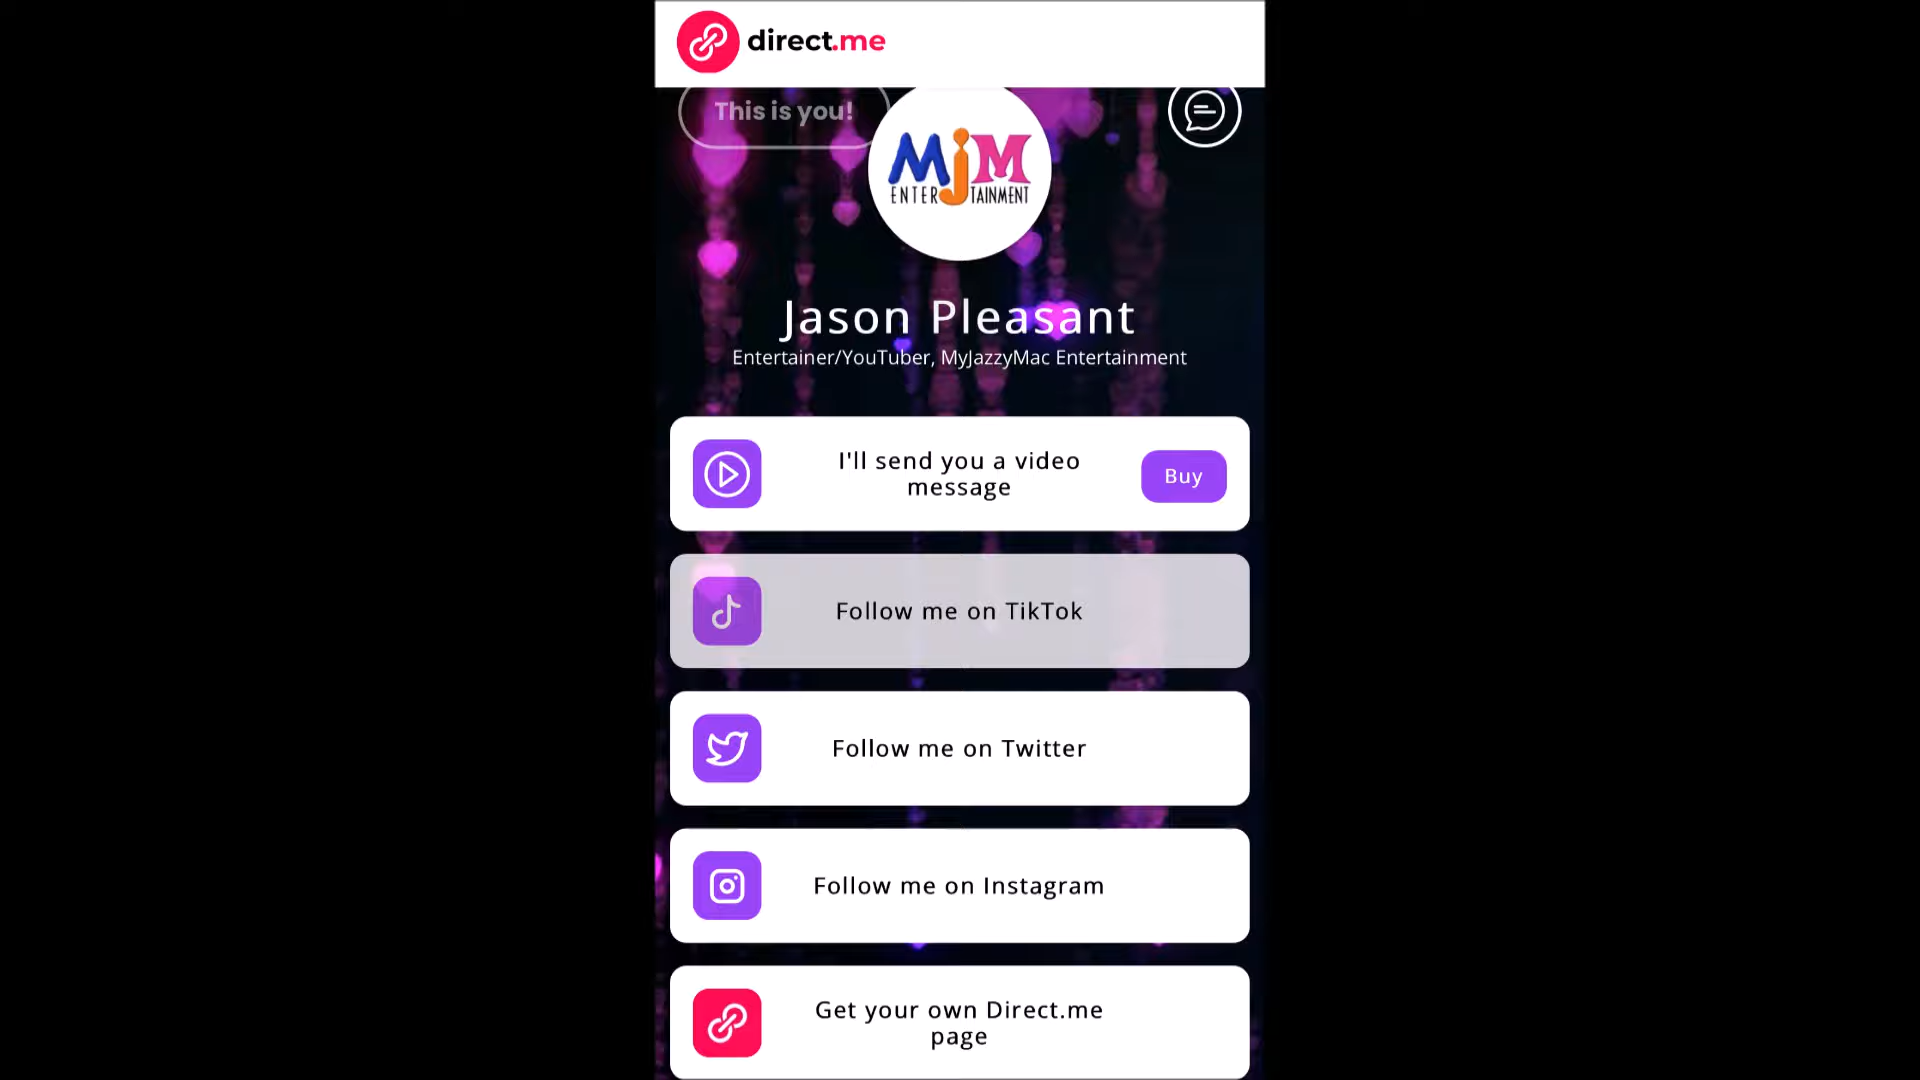 direct.me
This is you!
MJM
ENTERTAINMENT
Jason Pleasant
Entertainer/YouTuber, MyJazzyMac Entertainment
I'll send you a video
message
Buy
Follow me on TikTok
Follow me on Twitter
Follow me on Instagram
Get your own Direct.me
page